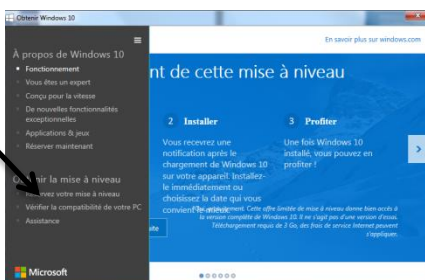 Obtenir Windows 10
En savoir plus sur windows.com
À propos de Windows 10
Fonctionnement
Vous êtes un expert
Conçu pour la vitesse
De nouvelles fonctionnalités
exceptionnelles
Applications & jeux
Réserver maintenant
Obtenir la mise à niveau
votre mise à niveau
Vérifier la compatibilité de votre PC
Assistance
Microsoft
nt de cette mise à niveau
2 Installer
Vous recevrez une
notification après le
chargement de Windows 10
sur votre appareil. Installez-
le immédiatement ou
choisissez la date qui vous
convient le mieux.
3 Profiter
Une fois Windows 10
installé, vous pouvez en
profiter !
Cette offre limitée de mise à niveau donne bien accès à
la version complète de Windows 10. Il ne s'agit pas d'une version d'essai.
Téléchargement requis de 3 Go, des frais de service Internet peuvent
s'appliquer.